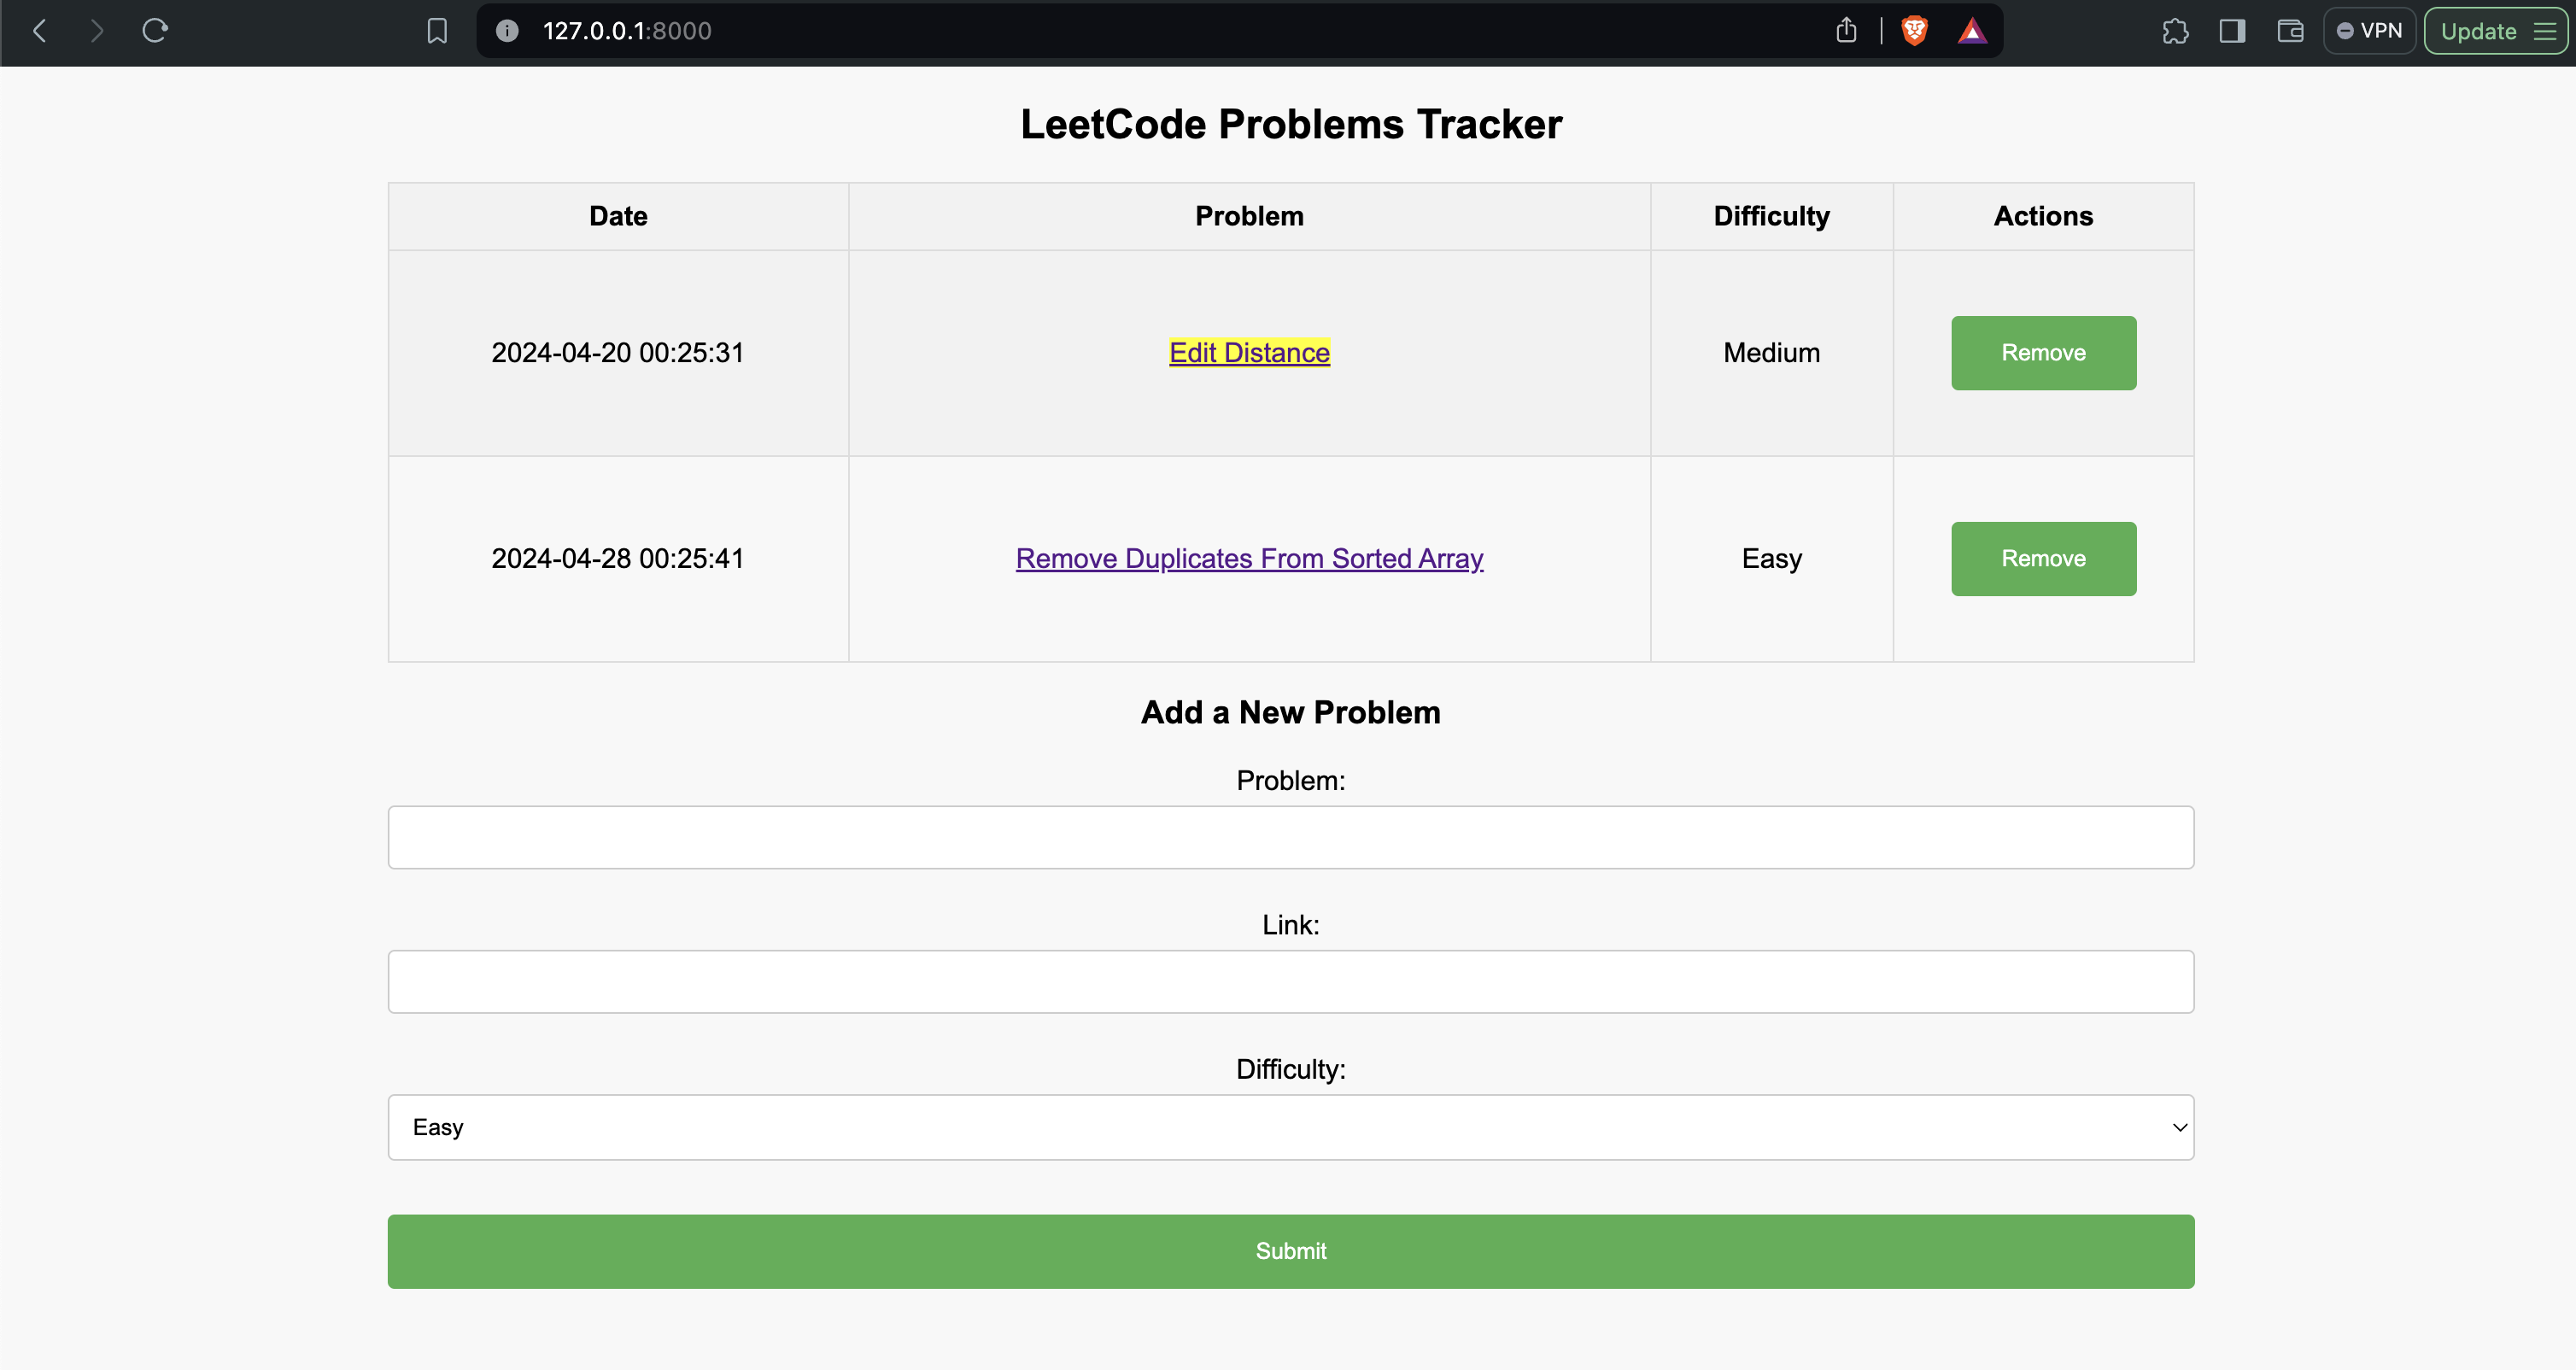 127.0.0.1:8000 VPN Update
LeetCode Problems Tracker
Date Problem Difficulty Actions
2024-04-20 00:25:31 Edit Distance Medium Remove
2024-04-28 00:25:41 Remove Duplicates From Sorted Array Easy Remove
Add a New Problem
Problem:
Link:
Difficulty:
Easy
Submit